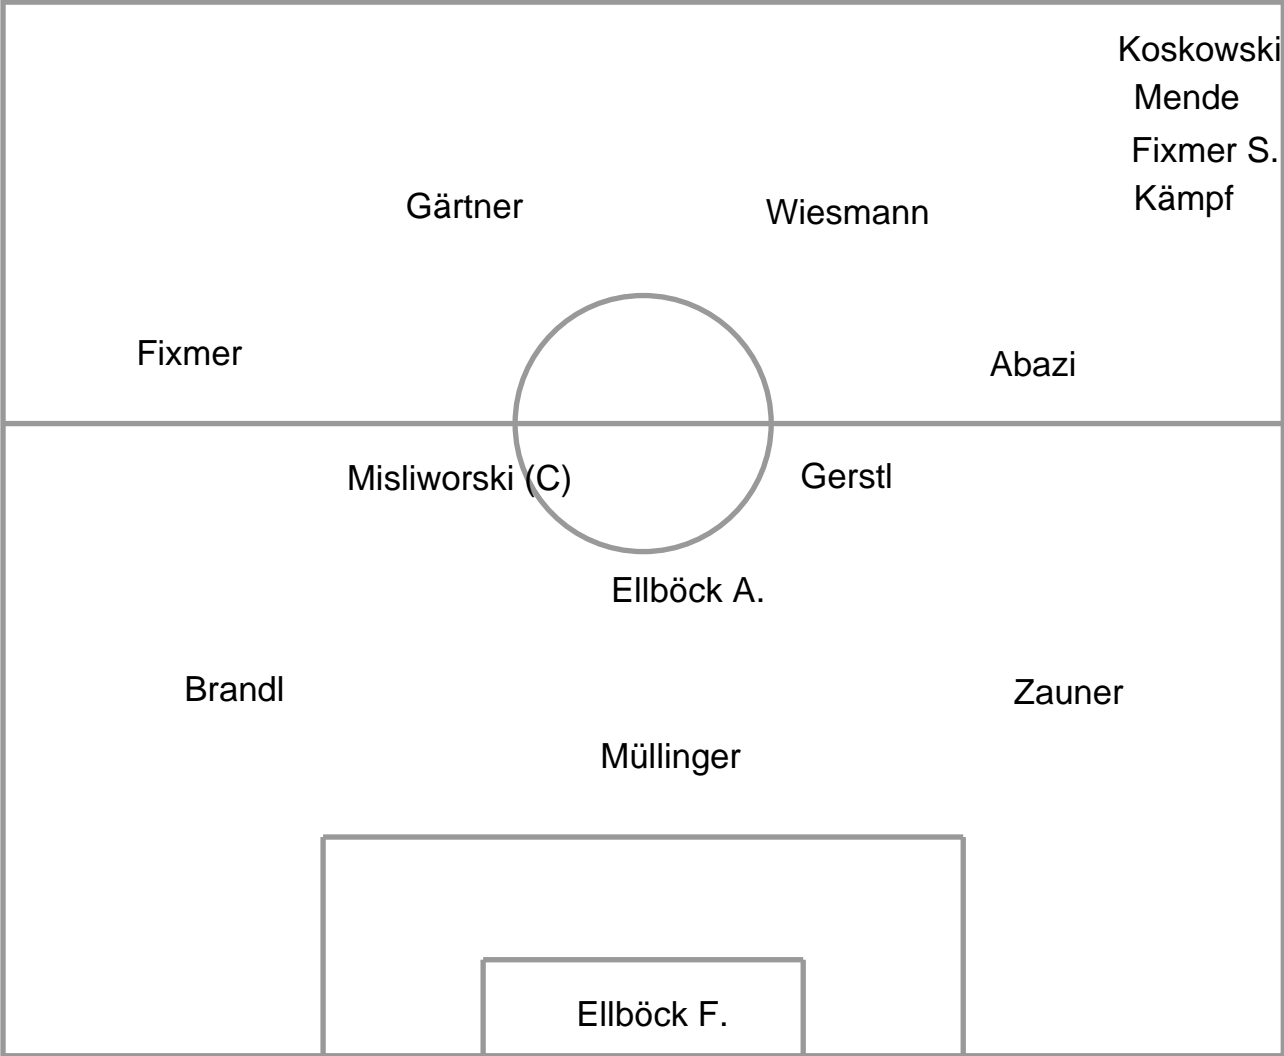 Koskowski
Mende
Fixmer S.
Kämpf
Gärtner
Wiesmann
Fixmer
Abazi
Misliworski (C)
Gerstl
Ellböck A.
Brandl
Zauner
Müllinger
Ellböck F.